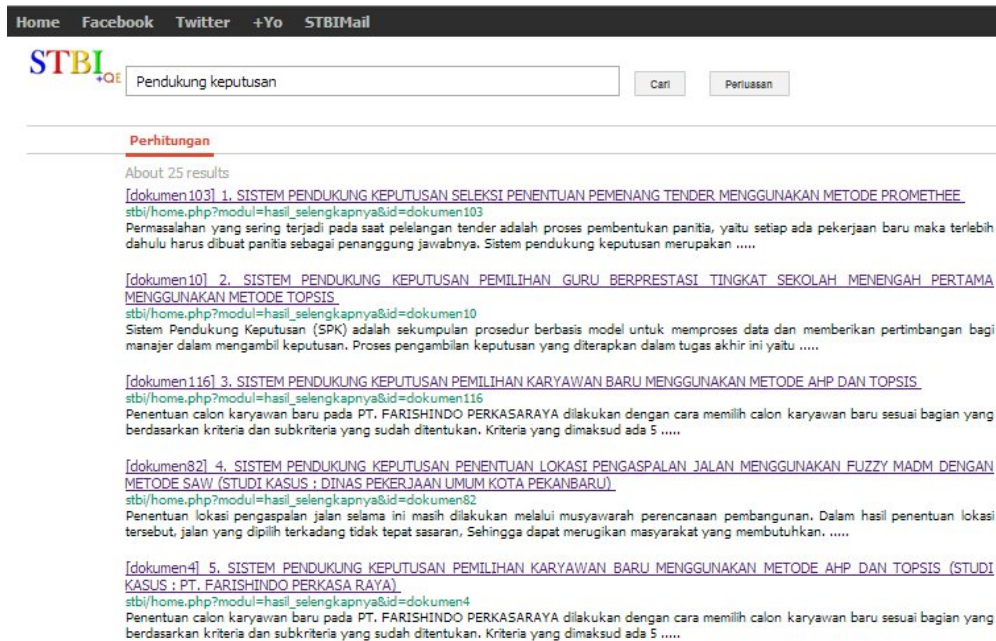 Home Facebook Twitter +Yo STBIMail
STBI
+QE
Pendukung keputusan
Cari
Perluasan
Perhitungan
About 25 results
[dokumen103] 1. SISTEM PENDUKUNG KEPUTUSAN SELEKSI PENENTUAN PEMENANG TENDER MENGGUNAKAN METODE PROMETHEE
stbi/home.php?modul=hasil_selengkapnya&id=dokumen103
Permasalahan yang sering terjadi pada saat pelelangan tender adalah proses pembentukan panitia, yaitu setiap ada pekerjaan baru maka terlebih
dahulu harus dibuat panitia sebagai penanggung jawabnya. Sistem pendukung keputusan merupakan .....
[dokumen10] 2. SISTEM PENDUKUNG KEPUTUSAN PEMILIHAN GURU BERPRESTASI TINGKAT SEKOLAH MENENGAH PERTAMA
MENGGUNAKAN METODE TOPSIS
stbi/home.php?modul=hasil_selengkapnya&id=dokumen10
Sistem Pendukung Keputusan (SPK) adalah sekumpulan prosedur berbasis model untuk memproses data dan memberikan pertimbangan bagi
manajer dalam mengambil keputusan. Proses pengambilan keputusan yang diterapkan dalam tugas akhir ini yaitu .....
[dokumen116] 3. SISTEM PENDUKUNG KEPUTUSAN PEMILIHAN KARYAWAN BARU MENGGUNAKAN METODE AHP DAN TOPSIS
stbi/home.php?modul=hasil_selengkapnya&id=dokumen116
Penentuan calon karyawan baru pada PT. FARISHINDO PERKASARAYA dilakukan dengan cara memilih calon karyawan baru sesuai bagian yang
berdasarkan kriteria dan subkriteria yang sudah ditentukan. Kriteria yang dimaksud ada 5 .....
[dokumen82] 4. SISTEM PENDUKUNG KEPUTUSAN PENENTUAN LOKASI PENGASPALAN JALAN MENGGUNAKAN FUZZY MADM DENGAN
METODE SAW (STUDI KASUS : DINAS PEKERJAAN UMUM KOTA PEKANBARU)
stbi/home.php?modul=hasil_selengkapnya&id=dokumen82
Penentuan lokasi pengaspalan jalan selama ini masih dilakukan melalui musyawarah perencanaan pembangunan. Dalam hasil penentuan lokasi
tersebut, jalan yang dipilih terkadang tidak tepat sasaran, Sehingga dapat merugikan masyarakat yang membutuhkan. .....
[dokumen4] 5. SISTEM PENDUKUNG KEPUTUSAN PEMILIHAN KARYAWAN BARU MENGGUNAKAN METODE AHP DAN TOPSIS (STUDI
KASUS : PT. FARISHINDO PERKASA RAYA)
stbi/home.php?modul=hasil_selengkapnya&id=dokumen4
Penentuan calon karyawan baru pada PT. FARISHINDO PERKASARAYA dilakukan dengan cara memilih calon karyawan baru sesuai bagian yang
berdasarkan kriteria dan subkriteria yang sudah ditentukan. Kriteria yang dimaksud ada 5 .....